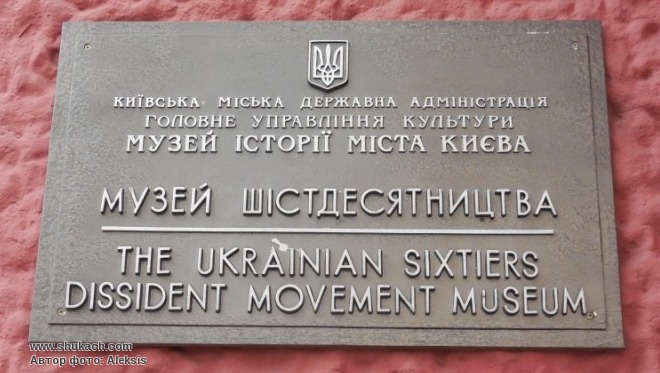 КИЇВСЬКА МІСЬКА ДЕРЖАВНА АДМІНІСТРАЦІЯ
ГОЛОВНЕ УПРАВЛІННЯ КУЛЬТУРИ
МУЗЕЙ ІСТОРІЇ МІСТА КИЄВА
МУЗЕЙ ШІСТДЕСЯТНИЦТВА
THE UKRAINIAN SIXTIERS
DISSIDENT MOVEMENT MUSEUM
www.shukach.com
Автор фото: Aleksis